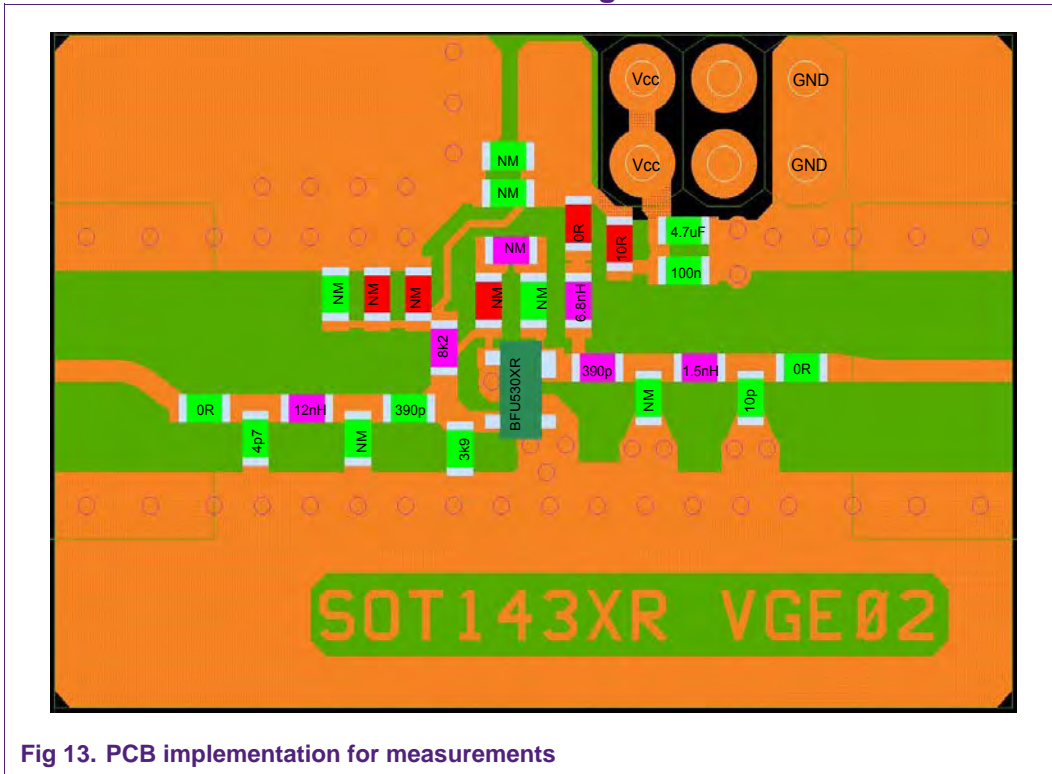 Vcc GND
Vcc GND
NM
NM
0R
10R
4.7uF
NM
100n
NM
NM
NM
NM
NM
6.8nH
8k2
BFU530XR
390p
1.5nH
0R
0R
12nH
390p
NM
10p
4p7
NM
3k9
SOT143XR VGE02
Fig 13. PCB implementation for measurements